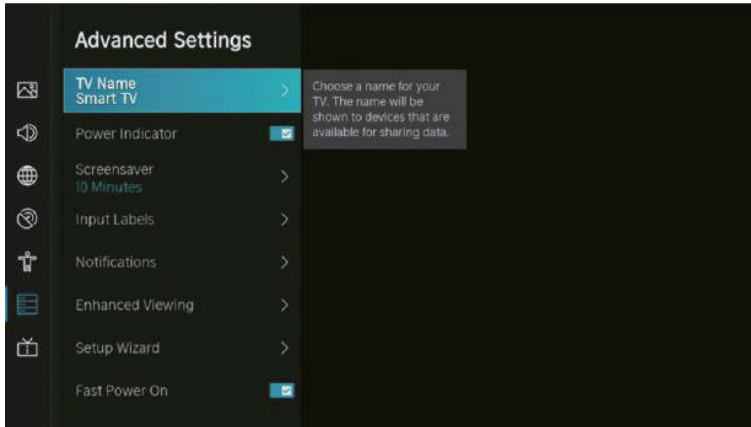 Advanced Settings
TV Name
Smart TV
Choose a name for your
TV. The name will be
shown to devices that are
available for sharing data.
Power Indicator
Screensaver
10 Minutes
Input Labels
Notifications
Enhanced Viewing
Setup Wizard
Fast Power On